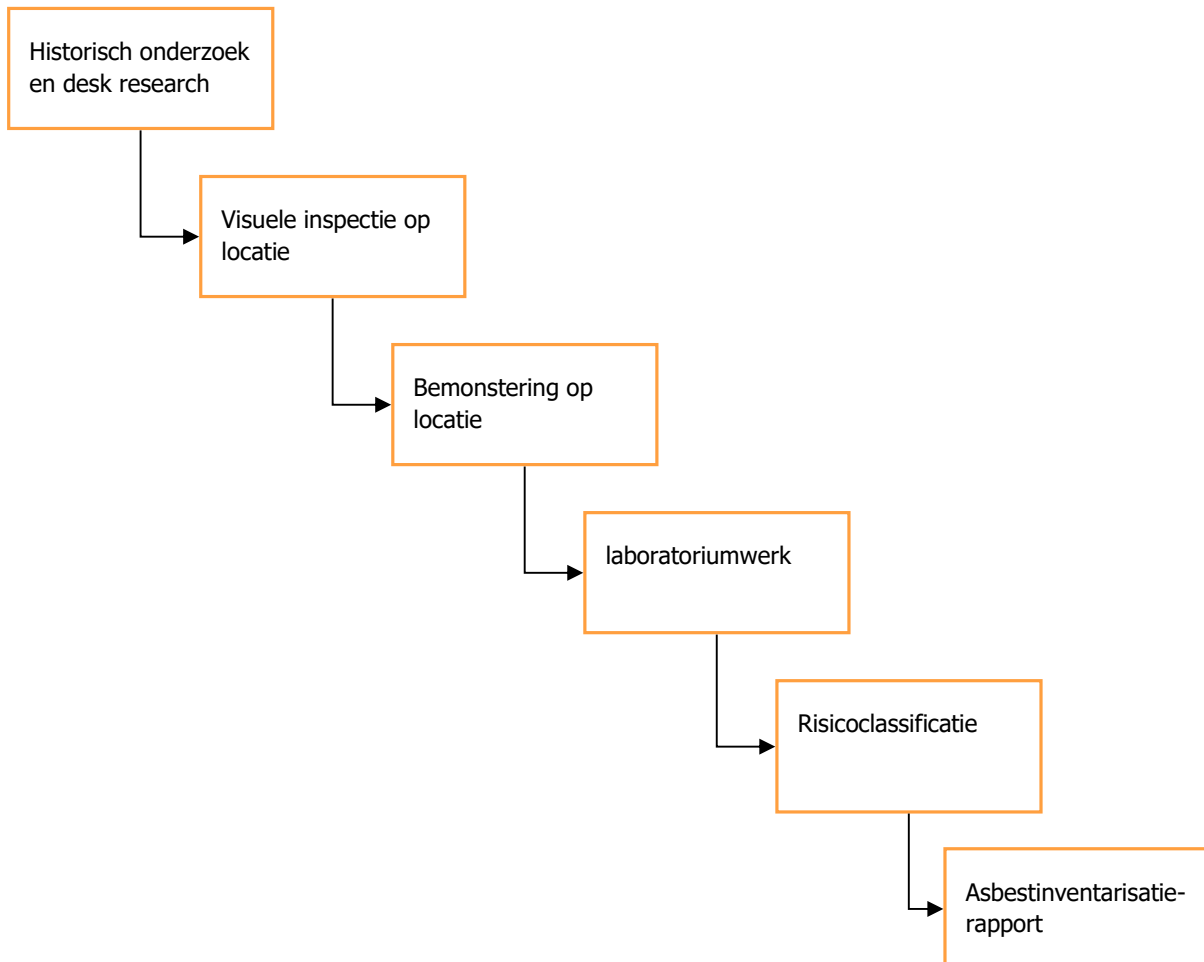 Historisch onderzoek
en desk research
Visuele inspectie op
locatie
Bemonstering op
locatie
laboratoriumwerk
Risicoclassificatie
Asbestinventarisatie-
rapport